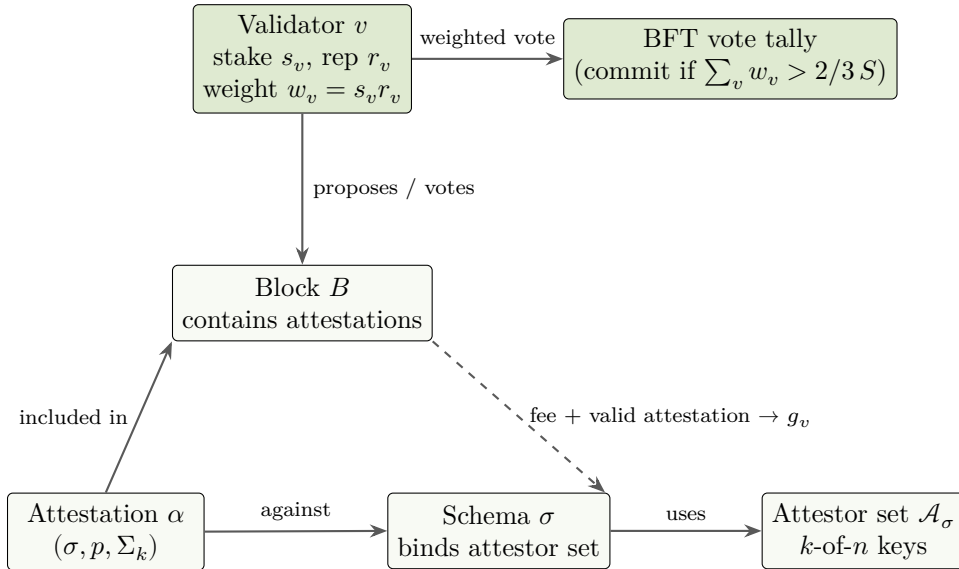 Validator v
stake s_v, rep r_v
weight w_v = s_v r_v
weighted vote
BFT vote tally
(commit if ∑_v w_v > 2/3 S)
proposes / votes
Block B
contains attestations
included in
fee + valid attestation → g_v
Attestation α
(σ, p, Σ_k)
against
Schema σ
binds attestor set
uses
Attestor set 𝒜_σ
k-of-n keys